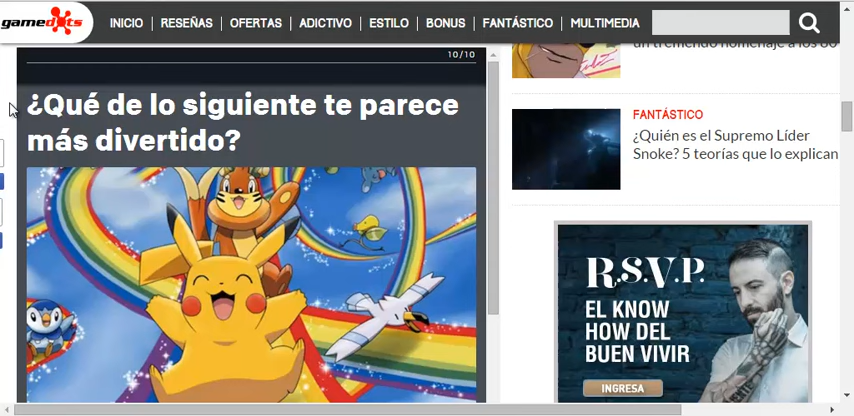 gamedots
INICIO
RESEÑAS
OFERTAS
ADICTIVO
ESTILO
BONUS
FANTÁSTICO
MULTIMEDIA
10/10
¿Qué de lo siguiente te parece
más divertido?
un tremendo homenaje a los 80
FANTÁSTICO
¿Quién es el Supremo Líder
Snoke? 5 teorías que lo explican
R.S.V.P.
EL KNOW
HOW DEL
BUEN VIVIR
INGRESA